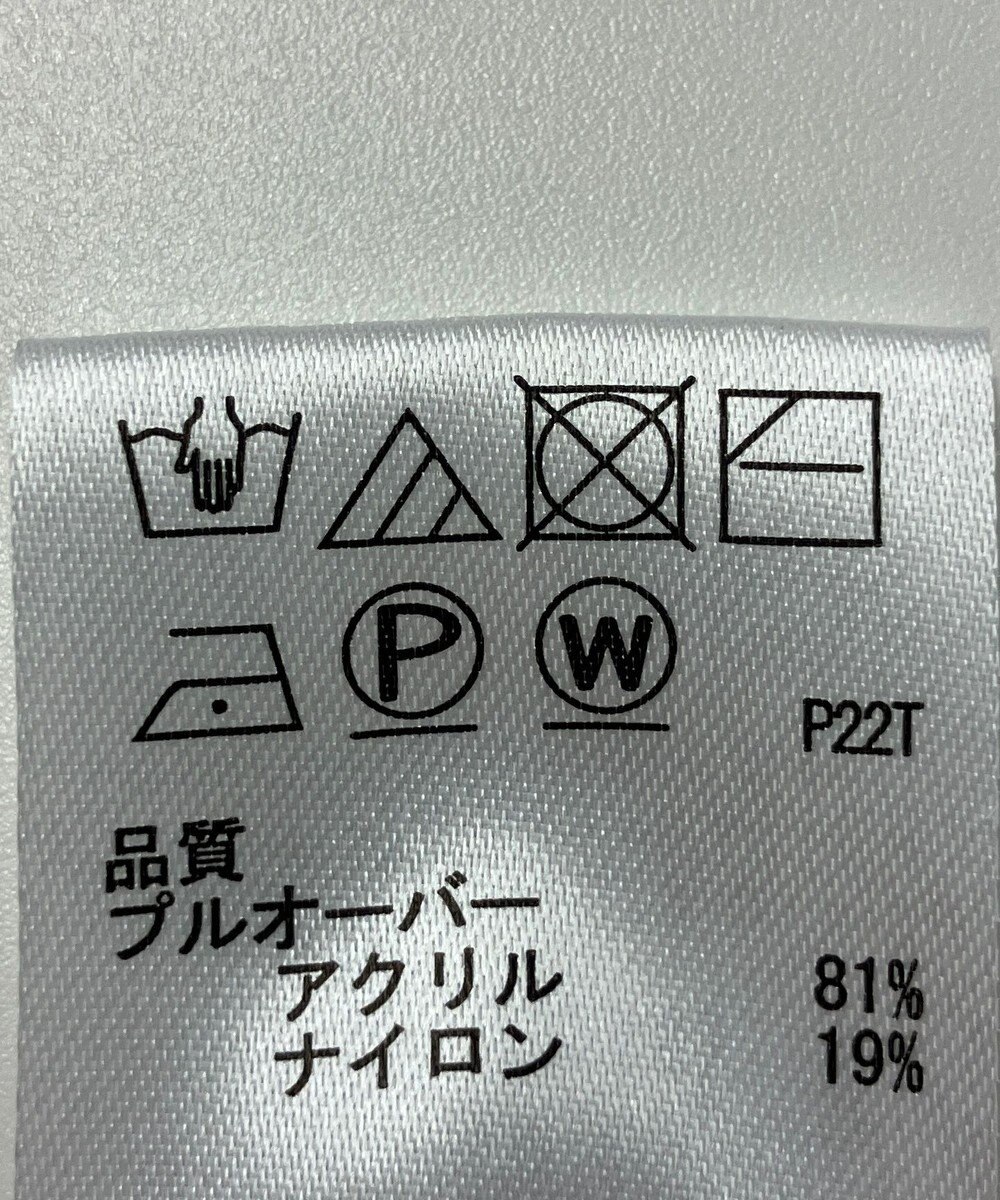 P W P22T
品質
プルオーバー
アクリル 81%
ナイロン 19%